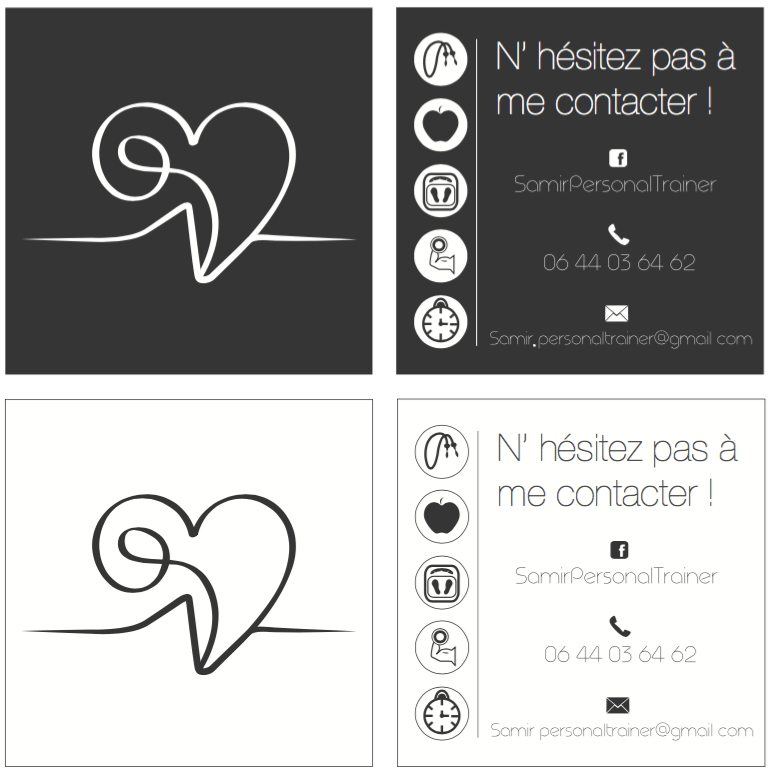 N' hésitez pas à
me contacter !
SamirPersonalTrainer
06 44 03 64 62
Samir.personaltrainer@gmail com
N' hésitez pas à
me contacter !
SamirPersonalTrainer
06 44 03 64 62
Samir personaltrainer@gmail com